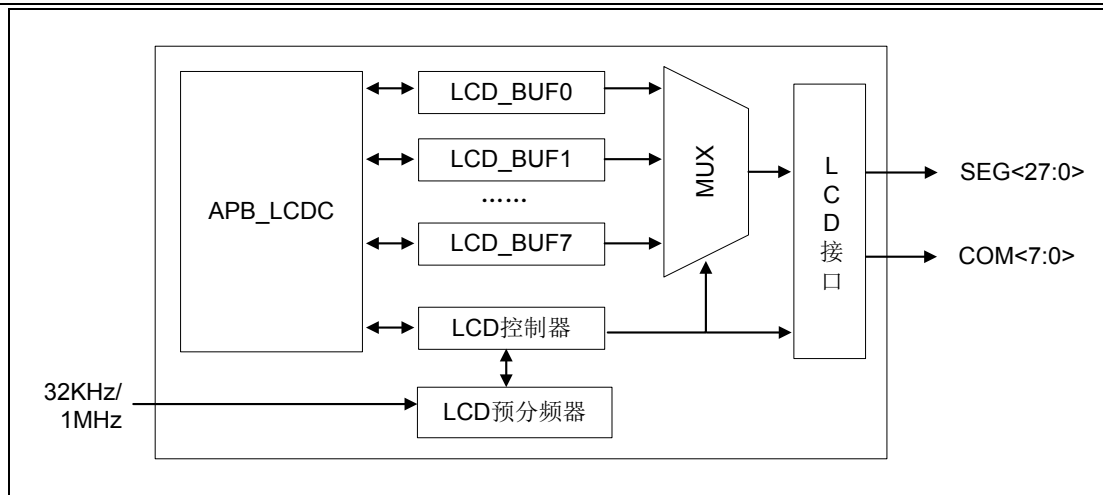 LCD_BUF0
LCD_BUF1
……
LCD_BUF7
APB_LCDC
MUX
L
C
D
接
口
SEG<27:0>
COM<7:0>
LCD控制器
32KHz/
1MHz
LCD预分频器